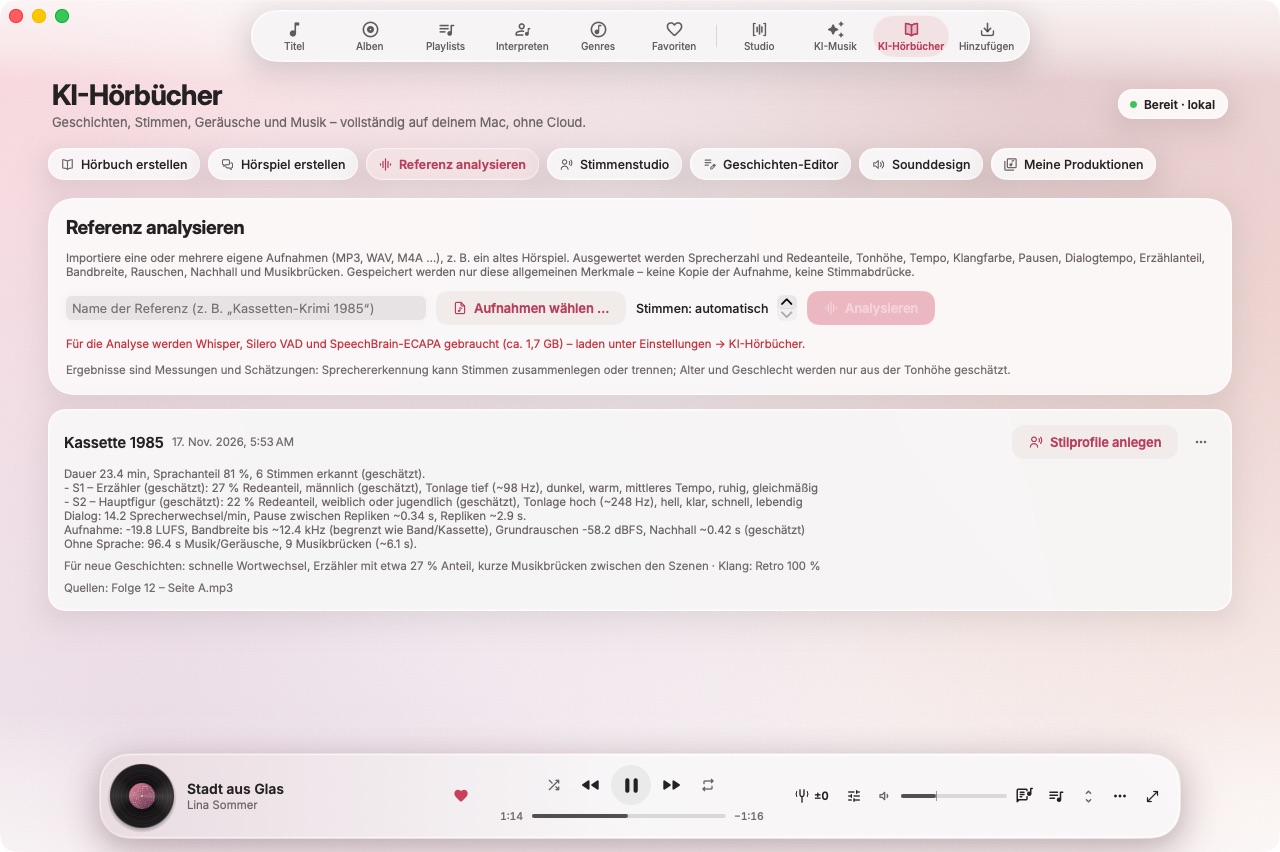 Titel
Alben
Playlists
Interpreten
Genres
Favoriten
Studio
KI-Musik
KI-Hörbücher
Hinzufügen
KI-Hörbücher
Geschichten, Stimmen, Geräusche und Musik – vollständig auf deinem Mac, ohne Cloud.
Bereit · lokal
Hörbuch erstellen
Hörspiel erstellen
Referenz analysieren
Stimmenstudio
Geschichten-Editor
Sounddesign
Meine Produktionen
Referenz analysieren
Importiere eine oder mehrere eigene Aufnahmen (MP3, WAV, M4A …), z. B. ein altes Hörspiel. Ausgewertet werden Sprecherzahl und Redeanteile, Tonhöhe, Tempo, Klangfarbe, Pausen, Dialogtempo, Erzählanteil,
Bandbreite, Rauschen, Nachhall und Musikbrücken. Gespeichert werden nur diese allgemeinen Merkmale – keine Kopie der Aufnahme, keine Stimmabdrücke.
Name der Referenz (z. B. „Kassetten-Krimi 1985“)
Aufnahmen wählen …
Stimmen: automatisch
Analysieren
Für die Analyse werden Whisper, Silero VAD und SpeechBrain-ECAPA gebraucht (ca. 1,7 GB) – laden unter Einstellungen → KI-Hörbücher.
Ergebnisse sind Messungen und Schätzungen: Sprechererkennung kann Stimmen zusammenlegen oder trennen; Alter und Geschlecht werden nur aus der Tonhöhe geschätzt.
Kassette 1985 17. Nov. 2026, 5:53 AM
Stilprofile anlegen
Dauer 23.4 min, Sprachanteil 81 %, 6 Stimmen erkannt (geschätzt).
- S1 – Erzähler (geschätzt): 27 % Redeanteil, männlich (geschätzt), Tonlage tief (~98 Hz), dunkel, warm, mittleres Tempo, ruhig, gleichmäßig
- S2 – Hauptfigur (geschätzt): 22 % Redeanteil, weiblich oder jugendlich (geschätzt), Tonlage hoch (~248 Hz), hell, klar, schnell, lebendig
Dialog: 14.2 Sprecherwechsel/min, Pause zwischen Repliken ~0.34 s, Repliken ~2.9 s.
Aufnahme: -19.8 LUFS, Bandbreite bis ~12.4 kHz (begrenzt wie Band/Kassette), Grundrauschen -58.2 dBFS, Nachhall ~0.42 s (geschätzt)
Ohne Sprache: 96.4 s Musik/Geräusche, 9 Musikbrücken (~6.1 s).
Für neue Geschichten: schnelle Wortwechsel, Erzähler mit etwa 27 % Anteil, kurze Musikbrücken zwischen den Szenen · Klang: Retro 100 %
Quellen: Folge 12 – Seite A.mp3
Stadt aus Glas
Lina Sommer
1:14
−1:16
±0